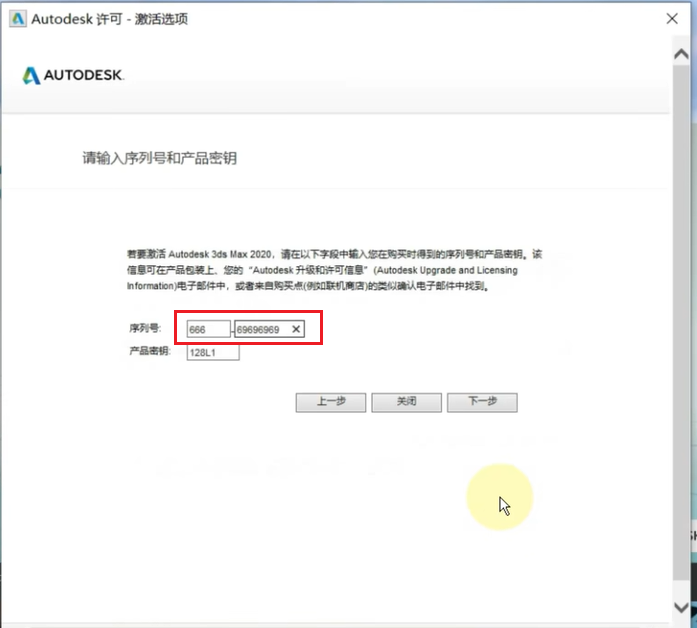 Autodesk 许可 - 激活选项
AUTODESK.
请输入序列号和产品密钥
若要激活 Autodesk 3ds Max 2020，请在以下字段中输入您在购买时得到的序列号和产品密钥。该
信息可在产品包装上、您的“Autodesk 升级和许可信息”(Autodesk Upgrade and Licensing
Information)电子邮件中，或者来自购买点(例如联机商店)的类似确认电子邮件中找到。
序列号: 666 - 69696969
产品密钥: 128L1
上一步 关闭 下一步